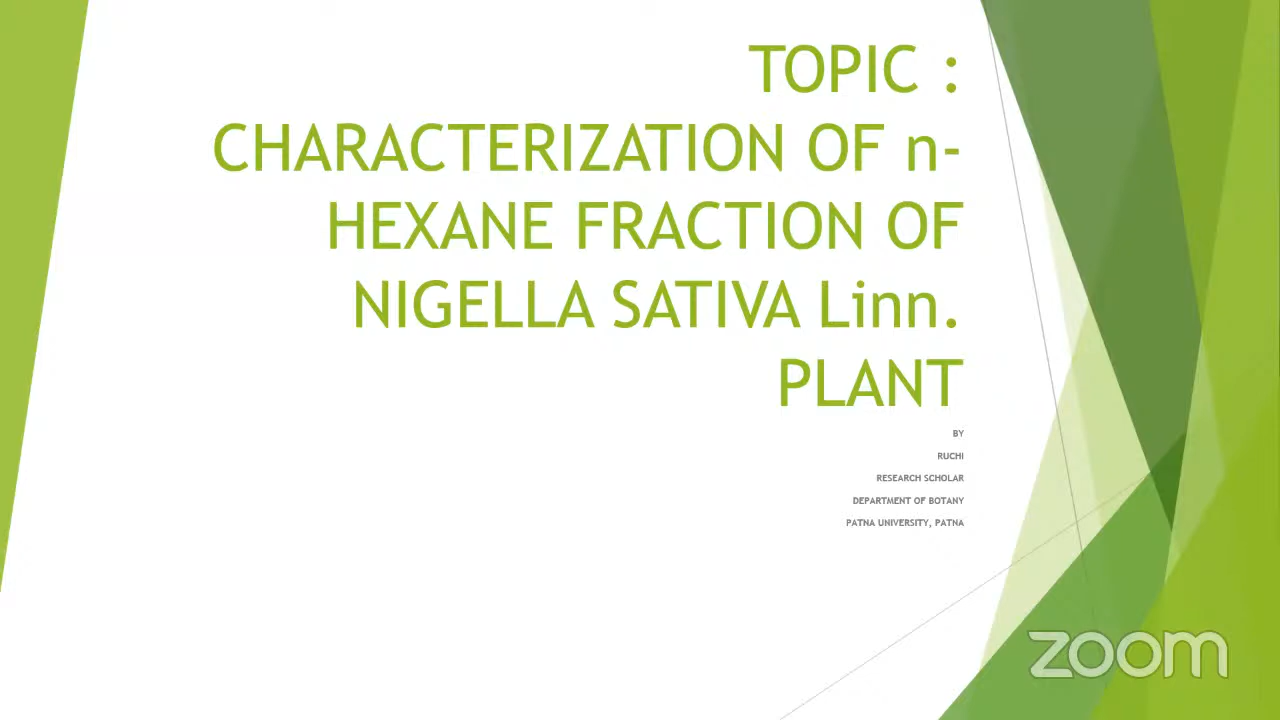 TOPIC :
CHARACTERIZATION OF n-
HEXANE FRACTION OF
NIGELLA SATIVA Linn.
PLANT
BY
RUCHI
RESEARCH SCHOLAR
DEPARTMENT OF BOTANY
PATNA UNIVERSITY, PATNA
zoom